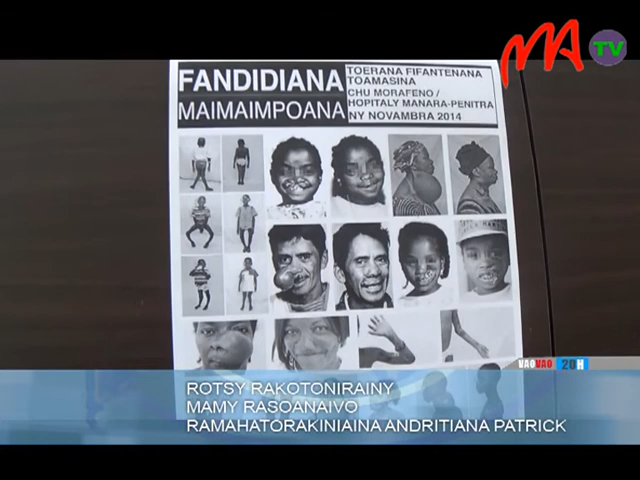 MA TV
FANDIDIANA
MAIMAIMPOANA
TOERANA FIFANTENANA
TOAMASINA
CHU MORAFENO /
HOPITALY MANARA-PENITRA
NY NOVAMBRA 2014
VAOVAO 20H
ROTSY RAKOTONIRAINY
MAMY RASOANAIVO
RAMAHATORAKINIAINA ANDRITIANA PATRICK